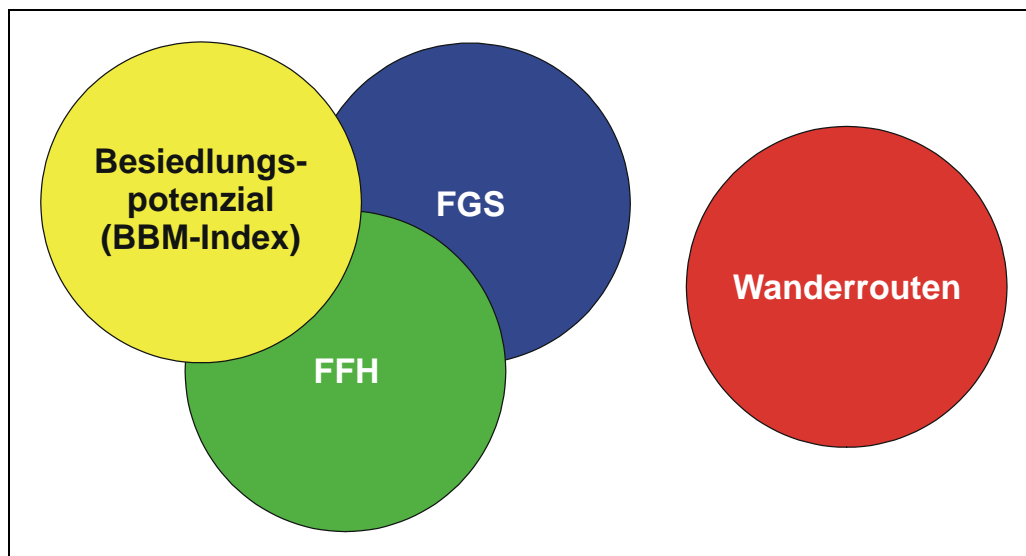 Besiedlungs-
potenzial
(BBM-Index)
FGS
FFH
Wanderrouten